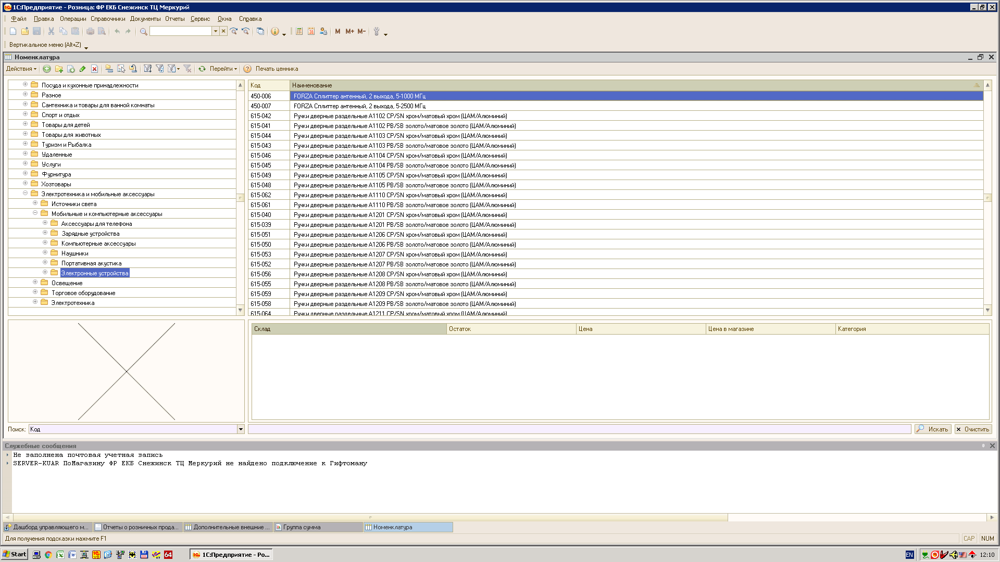 1С:Предприятие - Розница: ФР ЕКБ Снежинск ТЦ Меркурий
Файл Правка Операции Справочники Документы Отчеты Сервис Окна Справка
M M+ M-
Вертикальное меню (Alt+Z)
Номенклатура
Действия Перейти Печать ценника
Посуда и кухонные принадлежности
Разное
Сантехника и товары для ванной комнаты
Спорт и отдых
Товары для детей
Товары для животных
Туризм и Рыбалка
Удаленные
Услуги
Фурнитура
Хозтовары
Электротехника и мобильные аксессуары
Источники света
Мобильные и компьютерные аксессуары
Аксессуары для телефона
Зарядные устройства
Компьютерные аксессуары
Наушники
Портативная акустика
Электронные устройства
Освещение
Торговое оборудование
Электротехника
Код Наименование
450-006 FORZA Сплиттер антенный, 2 выхода, 5-1000 МГц
450-007 FORZA Сплиттер антенный, 2 выхода, 5-2500 МГц
615-042 Ручки дверные раздельные A1102 CP/SN хром/матовый хром (ЦАМ/Алюминий)
615-041 Ручки дверные раздельные A1102 PB/SB золото/матовое золото (ЦАМ/Алюминий)
615-044 Ручки дверные раздельные A1103 CP/SN хром/матовый хром (ЦАМ/Алюминий)
615-043 Ручки дверные раздельные A1103 PB/SB золото/матовое золото (ЦАМ/Алюминий)
615-046 Ручки дверные раздельные A1104 CP/SN хром/матовый хром (ЦАМ/Алюминий)
615-045 Ручки дверные раздельные A1104 PB/SB золото/матовое золото (ЦАМ/Алюминий)
615-049 Ручки дверные раздельные A1105 CP/SN хром/матовый хром (ЦАМ/Алюминий)
615-048 Ручки дверные раздельные A1105 PB/SB золото/матовое золото (ЦАМ/Алюминий)
615-062 Ручки дверные раздельные A1110 CP/SN хром/матовый хром (ЦАМ/Алюминий)
615-061 Ручки дверные раздельные A1110 PB/SB золото/матовое золото (ЦАМ/Алюминий)
615-040 Ручки дверные раздельные A1201 CP/SN хром/матовый хром (ЦАМ/Алюминий)
615-039 Ручки дверные раздельные A1201 PB/SB золото/матовое золото (ЦАМ/Алюминий)
615-051 Ручки дверные раздельные A1206 CP/SN хром/матовый хром (ЦАМ/Алюминий)
615-050 Ручки дверные раздельные A1206 PB/SB золото/матовое золото (ЦАМ/Алюминий)
615-053 Ручки дверные раздельные A1207 CP/SN хром/матовый хром (ЦАМ/Алюминий)
615-052 Ручки дверные раздельные A1207 PB/SB золото/матовое золото (ЦАМ/Алюминий)
615-056 Ручки дверные раздельные A1208 CP/SN хром/матовый хром (ЦАМ/Алюминий)
615-055 Ручки дверные раздельные A1208 PB/SB золото/матовое золото (ЦАМ/Алюминий)
615-059 Ручки дверные раздельные A1209 CP/SN хром/матовый хром (ЦАМ/Алюминий)
615-058 Ручки дверные раздельные A1209 PB/SB золото/матовое золото (ЦАМ/Алюминий)
615-064 Ручки дверные раздельные A1211 CP/SN хром/матовый хром (ЦАМ/Алюминий)
Склад Остаток Цена Цена в магазине Категория
Поиск: Код Искать Очистить
Служебные сообщения
Не заполнена почтовая учетная запись
SERVER-KUAR ПоМагазину ФР ЕКБ Снежинск ТЦ Меркурий не найдено подключение к Гифтоману
Дашборд управляющего м... Отчеты о розничных прода... Дополнительные внешние ... Группа сумма Номенклатура
Для получения подсказки нажмите F1 CAP NUM
Start 64 1С:Предприятие - Ро... EN 12:10